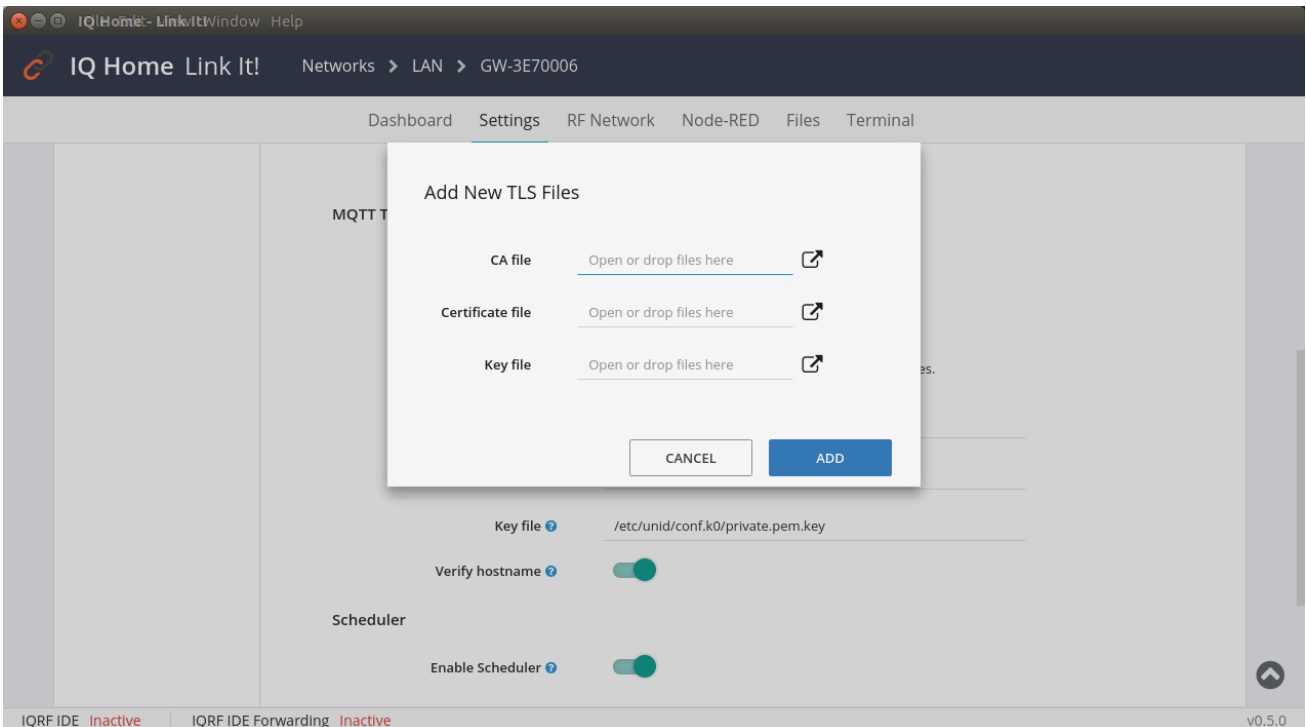 IQ Home - Link It!
Window Help
IQ Home Link It!
Networks > LAN > GW-3E70006
Dashboard Settings RF Network Node-RED Files Terminal
Add New TLS Files
MQTT T
CA file Open or drop files here
Certificate file Open or drop files here
Key file Open or drop files here
es.
CANCEL ADD
Key file /etc/unid/conf.k0/private.pem.key
Verify hostname
Scheduler
Enable Scheduler
IQRF IDE Inactive IQRF IDE Forwarding Inactive v0.5.0